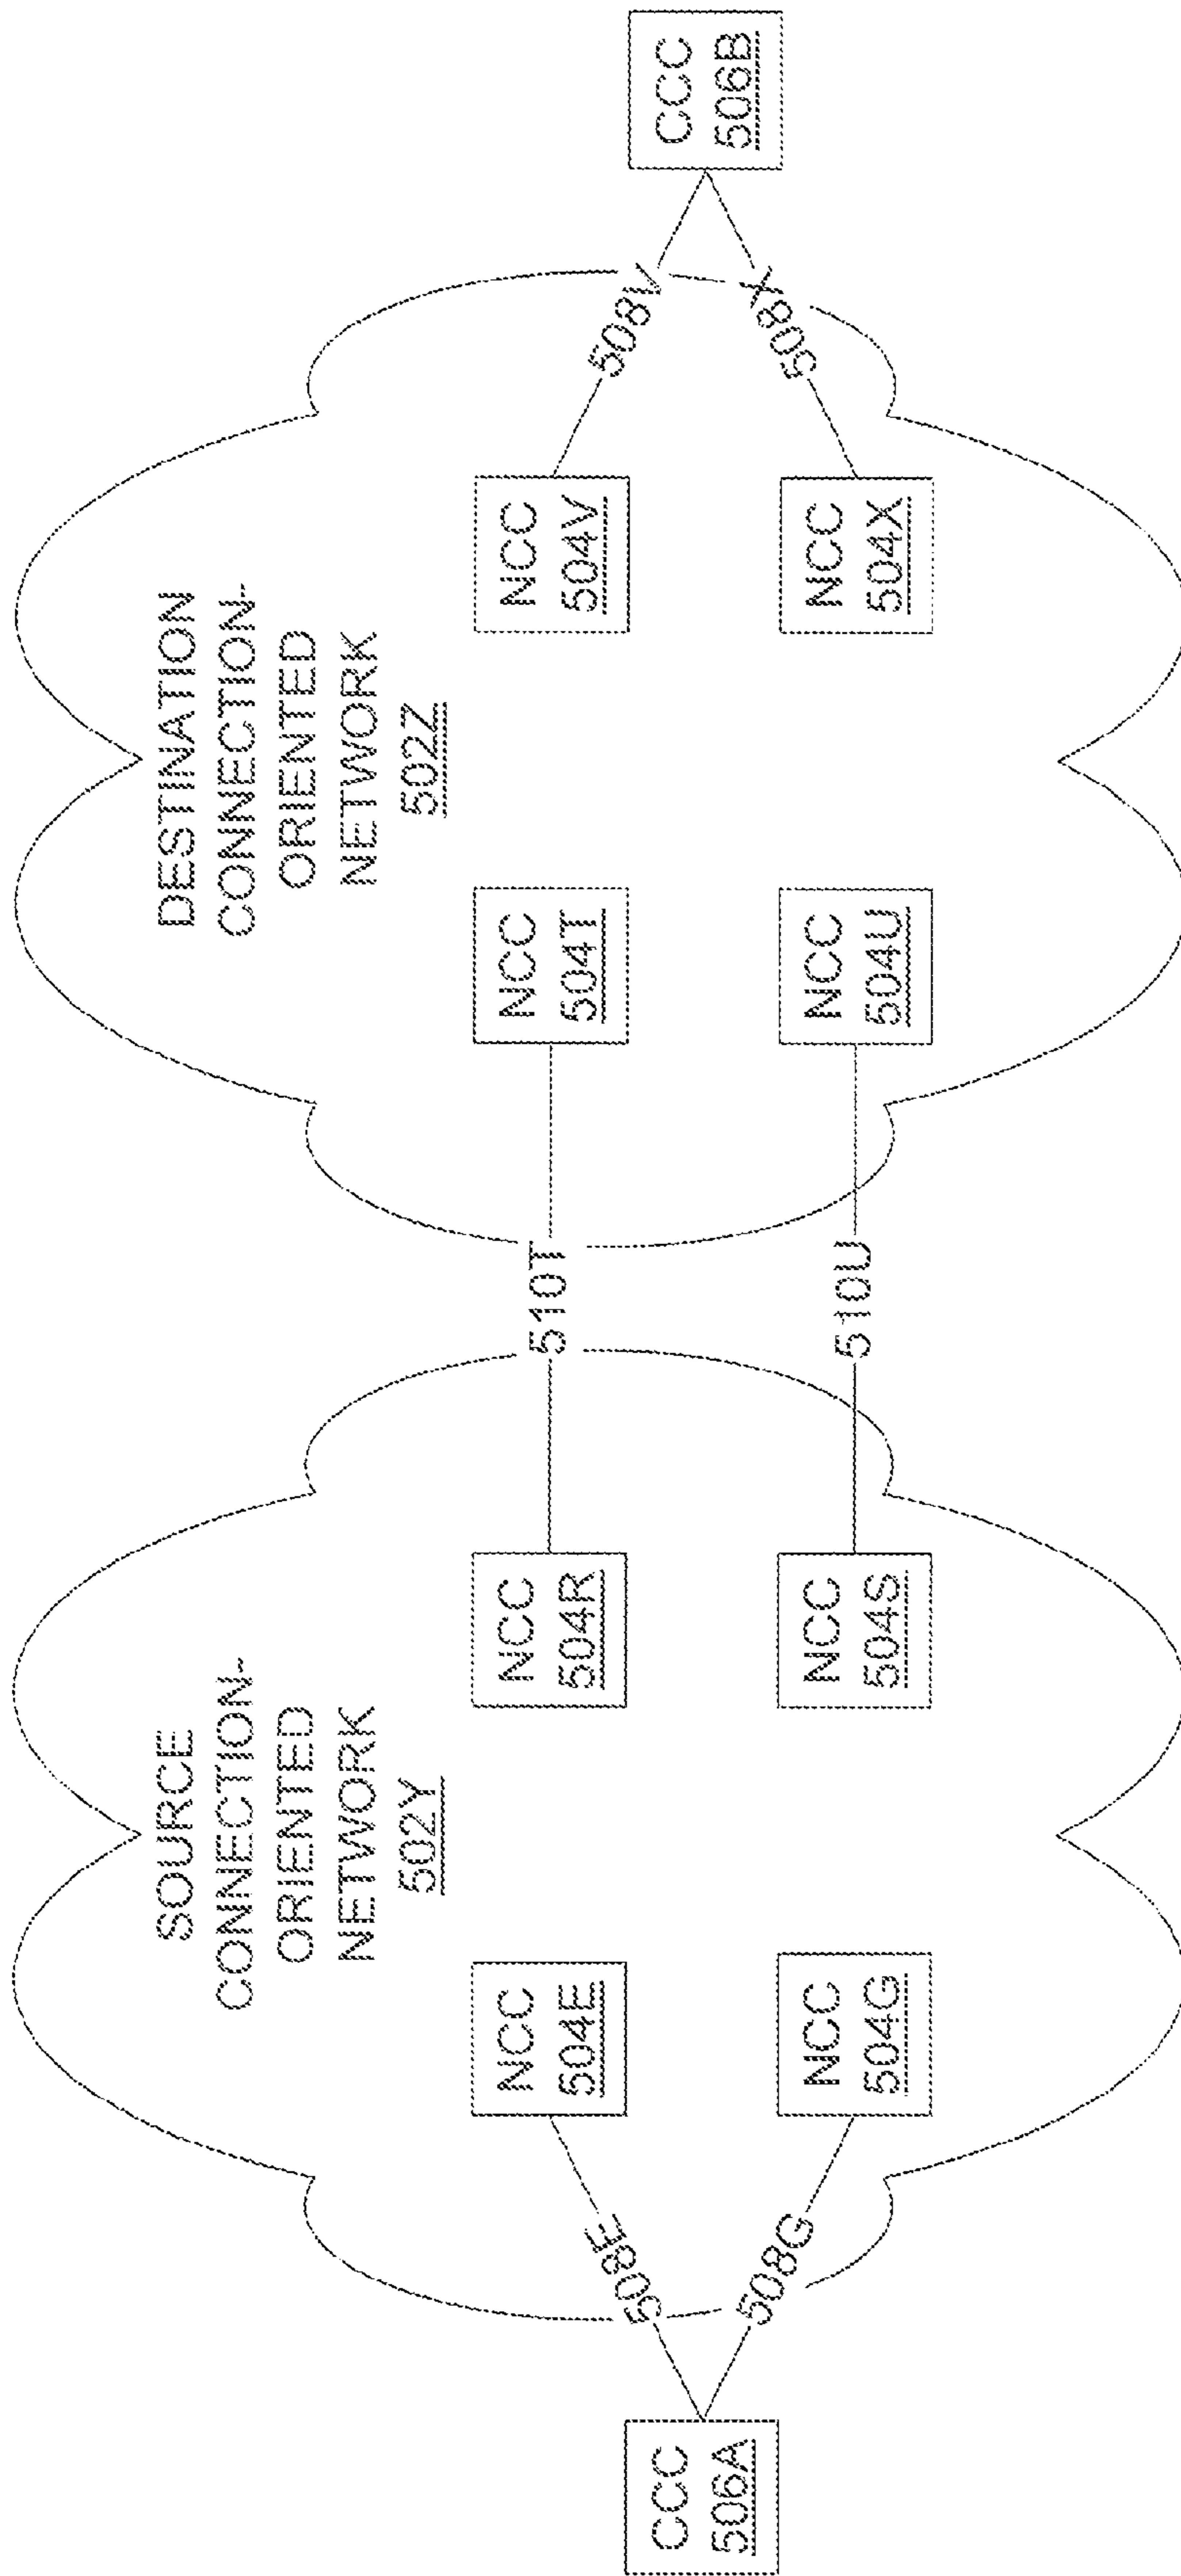 SOURCE
CONNECTION-
ORIENTED
NETWORK
502Y
DESTINATION
CONNECTION-
ORIENTED
NETWORK
502Z
CCC
506A
508E
508G
NCC
504E
NCC
504G
NCC
504R
NCC
504S
510T
510U
NCC
504T
NCC
504U
NCC
504V
NCC
504X
508V
508X
CCC
506B